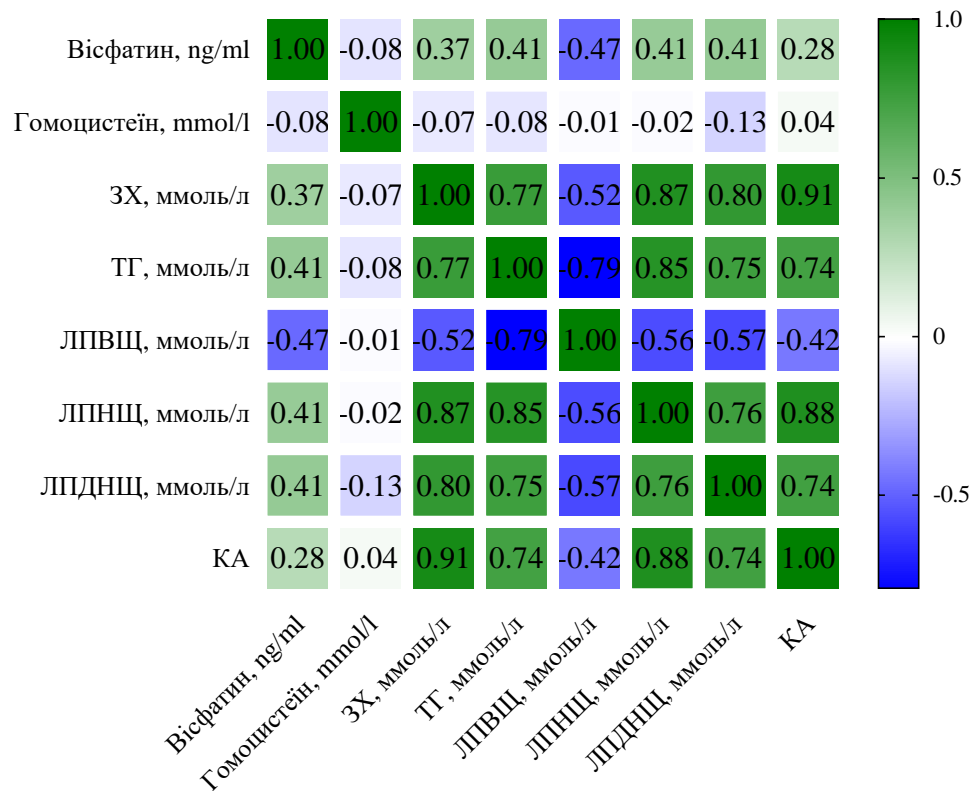 1.0
Вісфатин, ng/ml 1.00 -0.08 0.37 0.41 -0.47 0.41 0.41 0.28
Гомоцистеїн, mmol/l -0.08 1.00 -0.07 -0.08 -0.01 -0.02 -0.13 0.04
0.5
ЗХ, ммоль/л 0.37 -0.07 1.00 0.77 -0.52 0.87 0.80 0.91
ТГ, ммоль/л 0.41 -0.08 0.77 1.00 -0.79 0.85 0.75 0.74
0
ЛПВЩ, ммоль/л -0.47 -0.01 -0.52 -0.79 1.00 -0.56 -0.57 -0.42
ЛПНЩ, ммоль/л 0.41 -0.02 0.87 0.85 -0.56 1.00 0.76 0.88
-0.5
ЛПДНЩ, ммоль/л 0.41 -0.13 0.80 0.75 -0.57 0.76 1.00 0.74
КА 0.28 0.04 0.91 0.74 -0.42 0.88 0.74 1.00
Вісфатин, ng/ml
Гомоцистеїн, mmol/l
ЗХ, ммоль/л
ТГ, ммоль/л
ЛПВЩ, ммоль/л
ЛПНЩ, ммоль/л
ЛПДНЩ, ммоль/л
КА